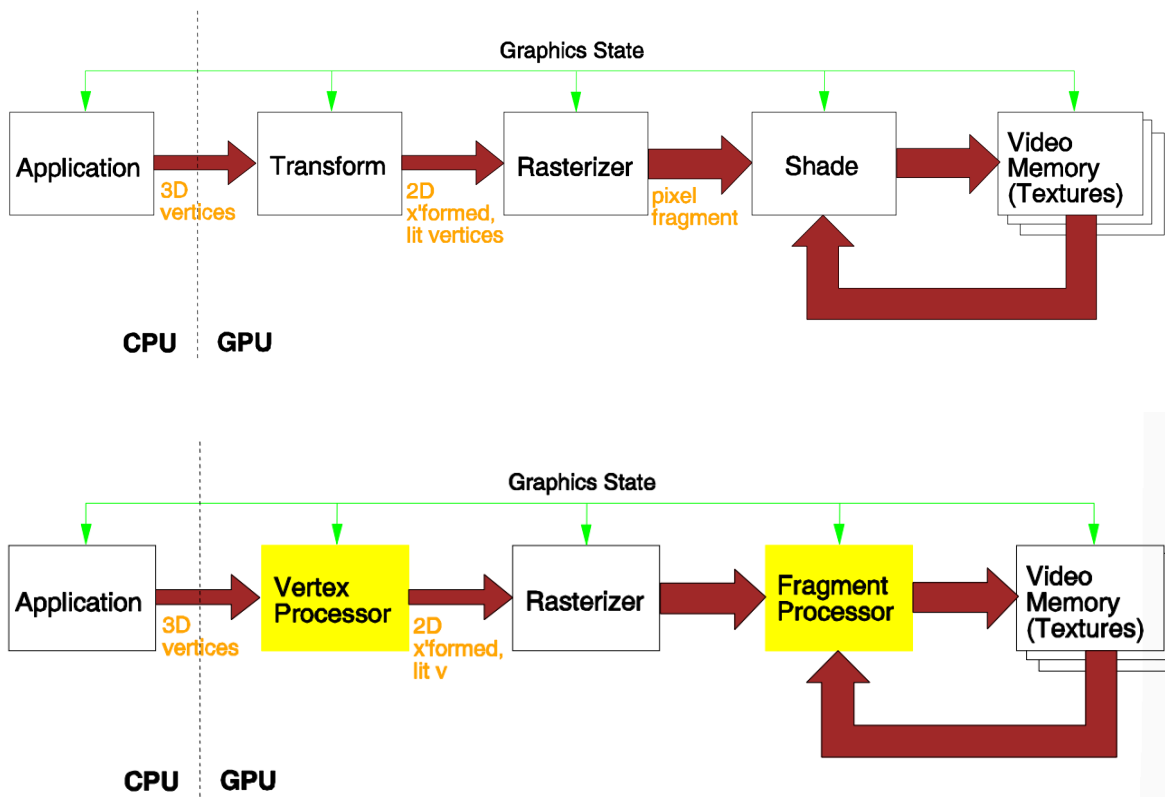 Graphics State
Application
Transform
Rasterizer
Shade
Video
Memory
(Textures)
3D
vertices
2D
x'formed,
lit vertices
pixel
fragment
CPU
GPU
Graphics State
Application
Vertex
Processor
Rasterizer
Fragment
Processor
Video
Memory
(Textures)
3D
vertices
2D
x'formed,
lit v
CPU
GPU